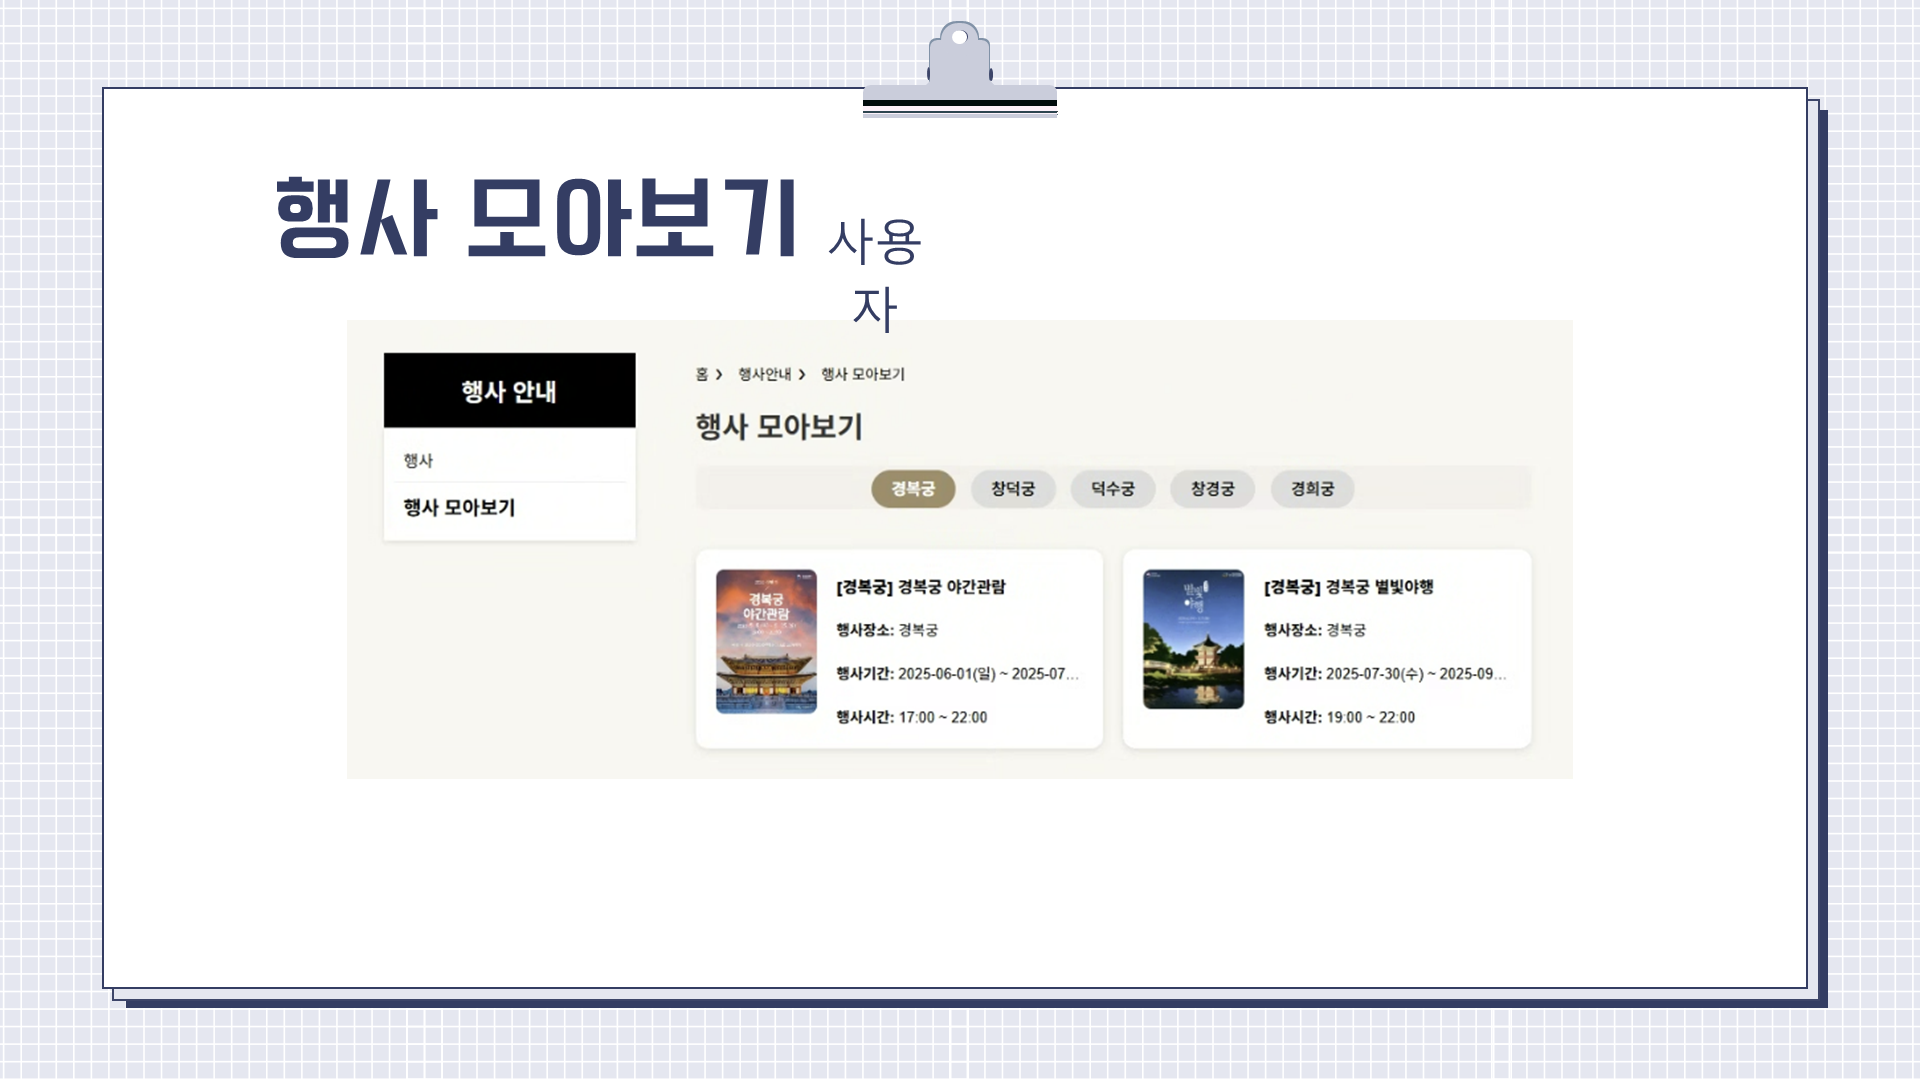 행사 모아보기 사용
자
행사 안내
행사
행사 모아보기
홈 > 행사안내 > 행사 모아보기
행사 모아보기
경복궁 창덕궁 덕수궁 창경궁 경희궁
경복궁
야간관람
[경복궁] 경복궁 야간관람
행사장소: 경복궁
행사기간: 2025-06-01(일) ~ 2025-07...
행사시간: 17:00 ~ 22:00
별빛
야행
[경복궁] 경복궁 별빛야행
행사장소: 경복궁
행사기간: 2025-07-30(수) ~ 2025-09...
행사시간: 19:00 ~ 22:00